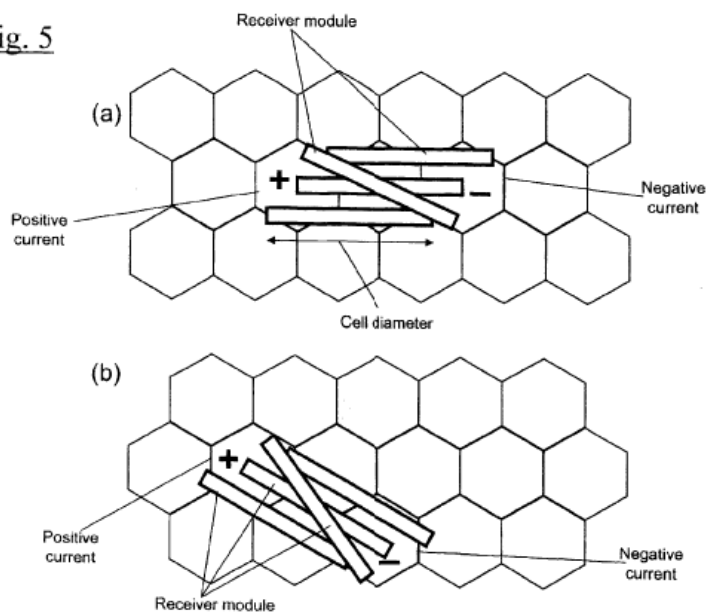 ig. 5
Receiver module
(a)
+
−
Positive
current
Negative
current
Cell diameter
(b)
+
−
Positive
current
Negative
current
Receiver module